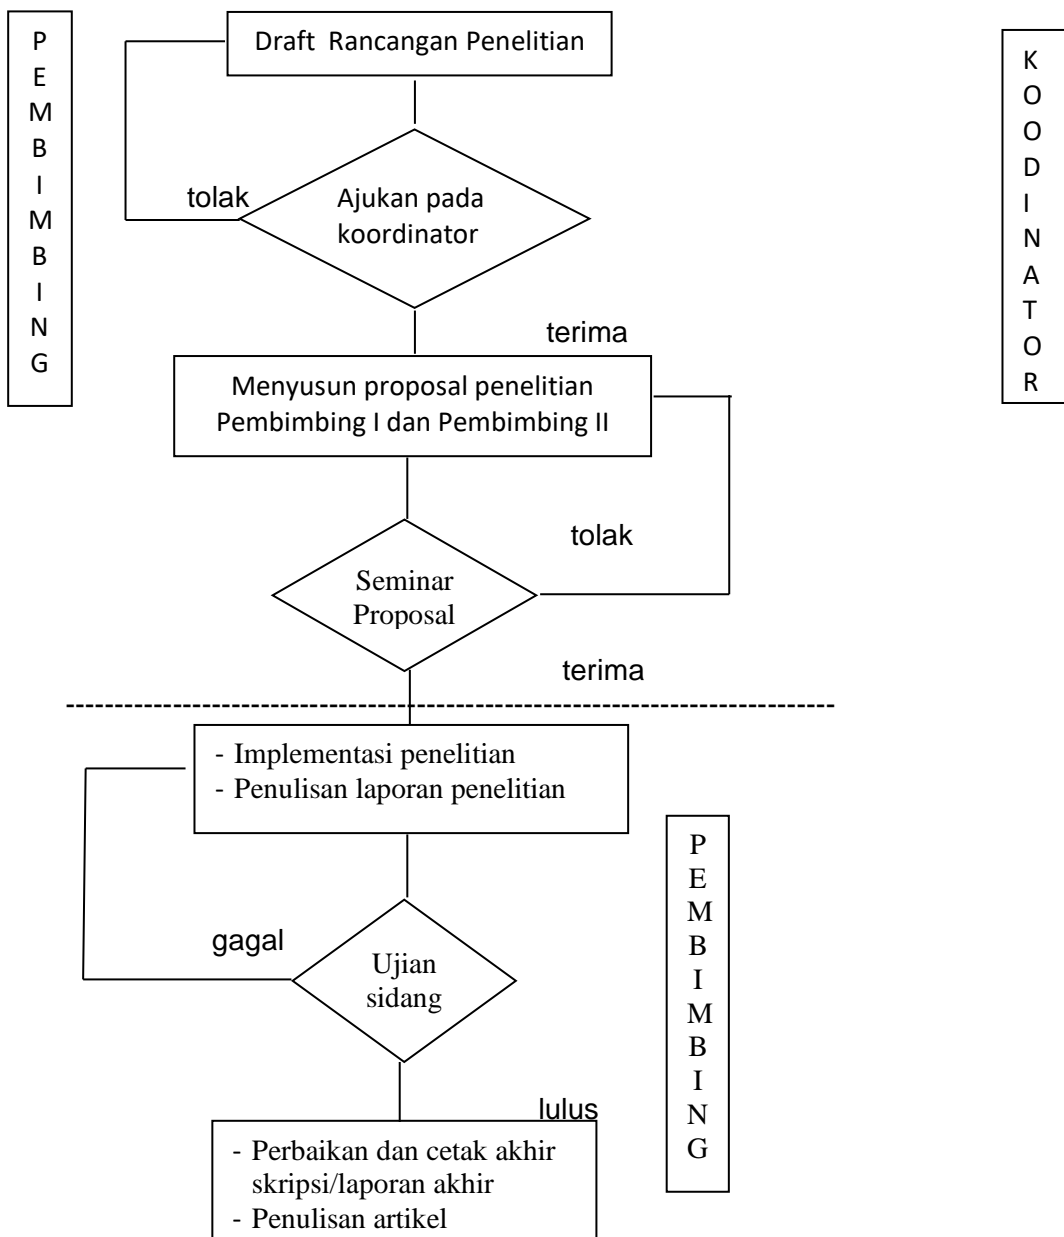 P
E
M
B
I
M
B
I
N
G
Draft  Rancangan Penelitian
K
O
O
D
I
N
A
T
O
R
tolak
Ajukan pada
koordinator
terima
Menyusun proposal penelitian
Pembimbing I dan Pembimbing II
tolak
Seminar
Proposal
terima
- Implementasi penelitian
- Penulisan laporan penelitian
P
E
M
B
I
M
B
I
N
G
gagal
Ujian
sidang
lulus
- Perbaikan dan cetak akhir
skripsi/laporan akhir
- Penulisan artikel